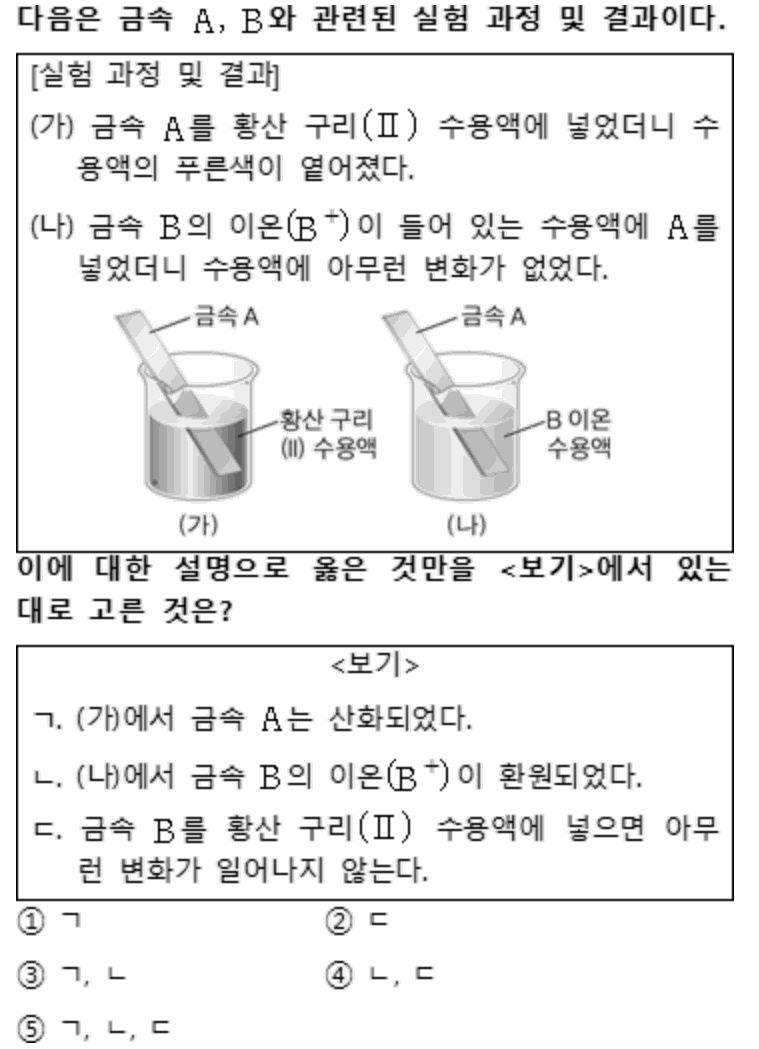 다음은 금속 A, B와 관련된 실험 과정 및 결과이다.
[실험 과정 및 결과]
(가) 금속 A를 황산 구리(Ⅱ) 수용액에 넣었더니 수
용액의 푸른색이 옅어졌다.
(나) 금속 B의 이온(B⁺)이 들어 있는 수용액에 A를
넣었더니 수용액에 아무런 변화가 없었다.
금속 A
금속 A
황산 구리
(Ⅱ) 수용액
B 이온
수용액
(가)
(나)
이에 대한 설명으로 옳은 것만을 <보기>에서 있는
대로 고른 것은?
<보기>
ㄱ. (가)에서 금속 A는 산화되었다.
ㄴ. (나)에서 금속 B의 이온(B⁺)이 환원되었다.
ㄷ. 금속 B를 황산 구리(Ⅱ) 수용액에 넣으면 아무
런 변화가 일어나지 않는다.
① ㄱ ② ㄷ
③ ㄱ, ㄴ ④ ㄴ, ㄷ
⑤ ㄱ, ㄴ, ㄷ